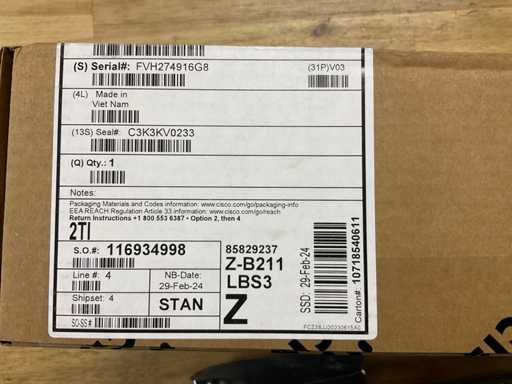 (S) Serial#: FVH274916G8
(31P)V03
(4L) Made in
Viet Nam
(13S) Seal#: C3K3KV0233
(Q) Qty.: 1
Notes:
Packaging Materials and Codes information: www.cisco.com/go/packaging-info
EEA REACH Regulation Article 33 information: www.cisco.com/go/reach
Return Instructions +1 800 553 6387 • Option 2, then 4
2TI
S.O.#: 116934998
Line #: 4
NB-Date:
29-Feb-24
Shipset: 4
STAN
SO-SS #
85829237
Z-B211
LBS3
Z
SSD: 29-Feb-24
Carton#: 10718540611